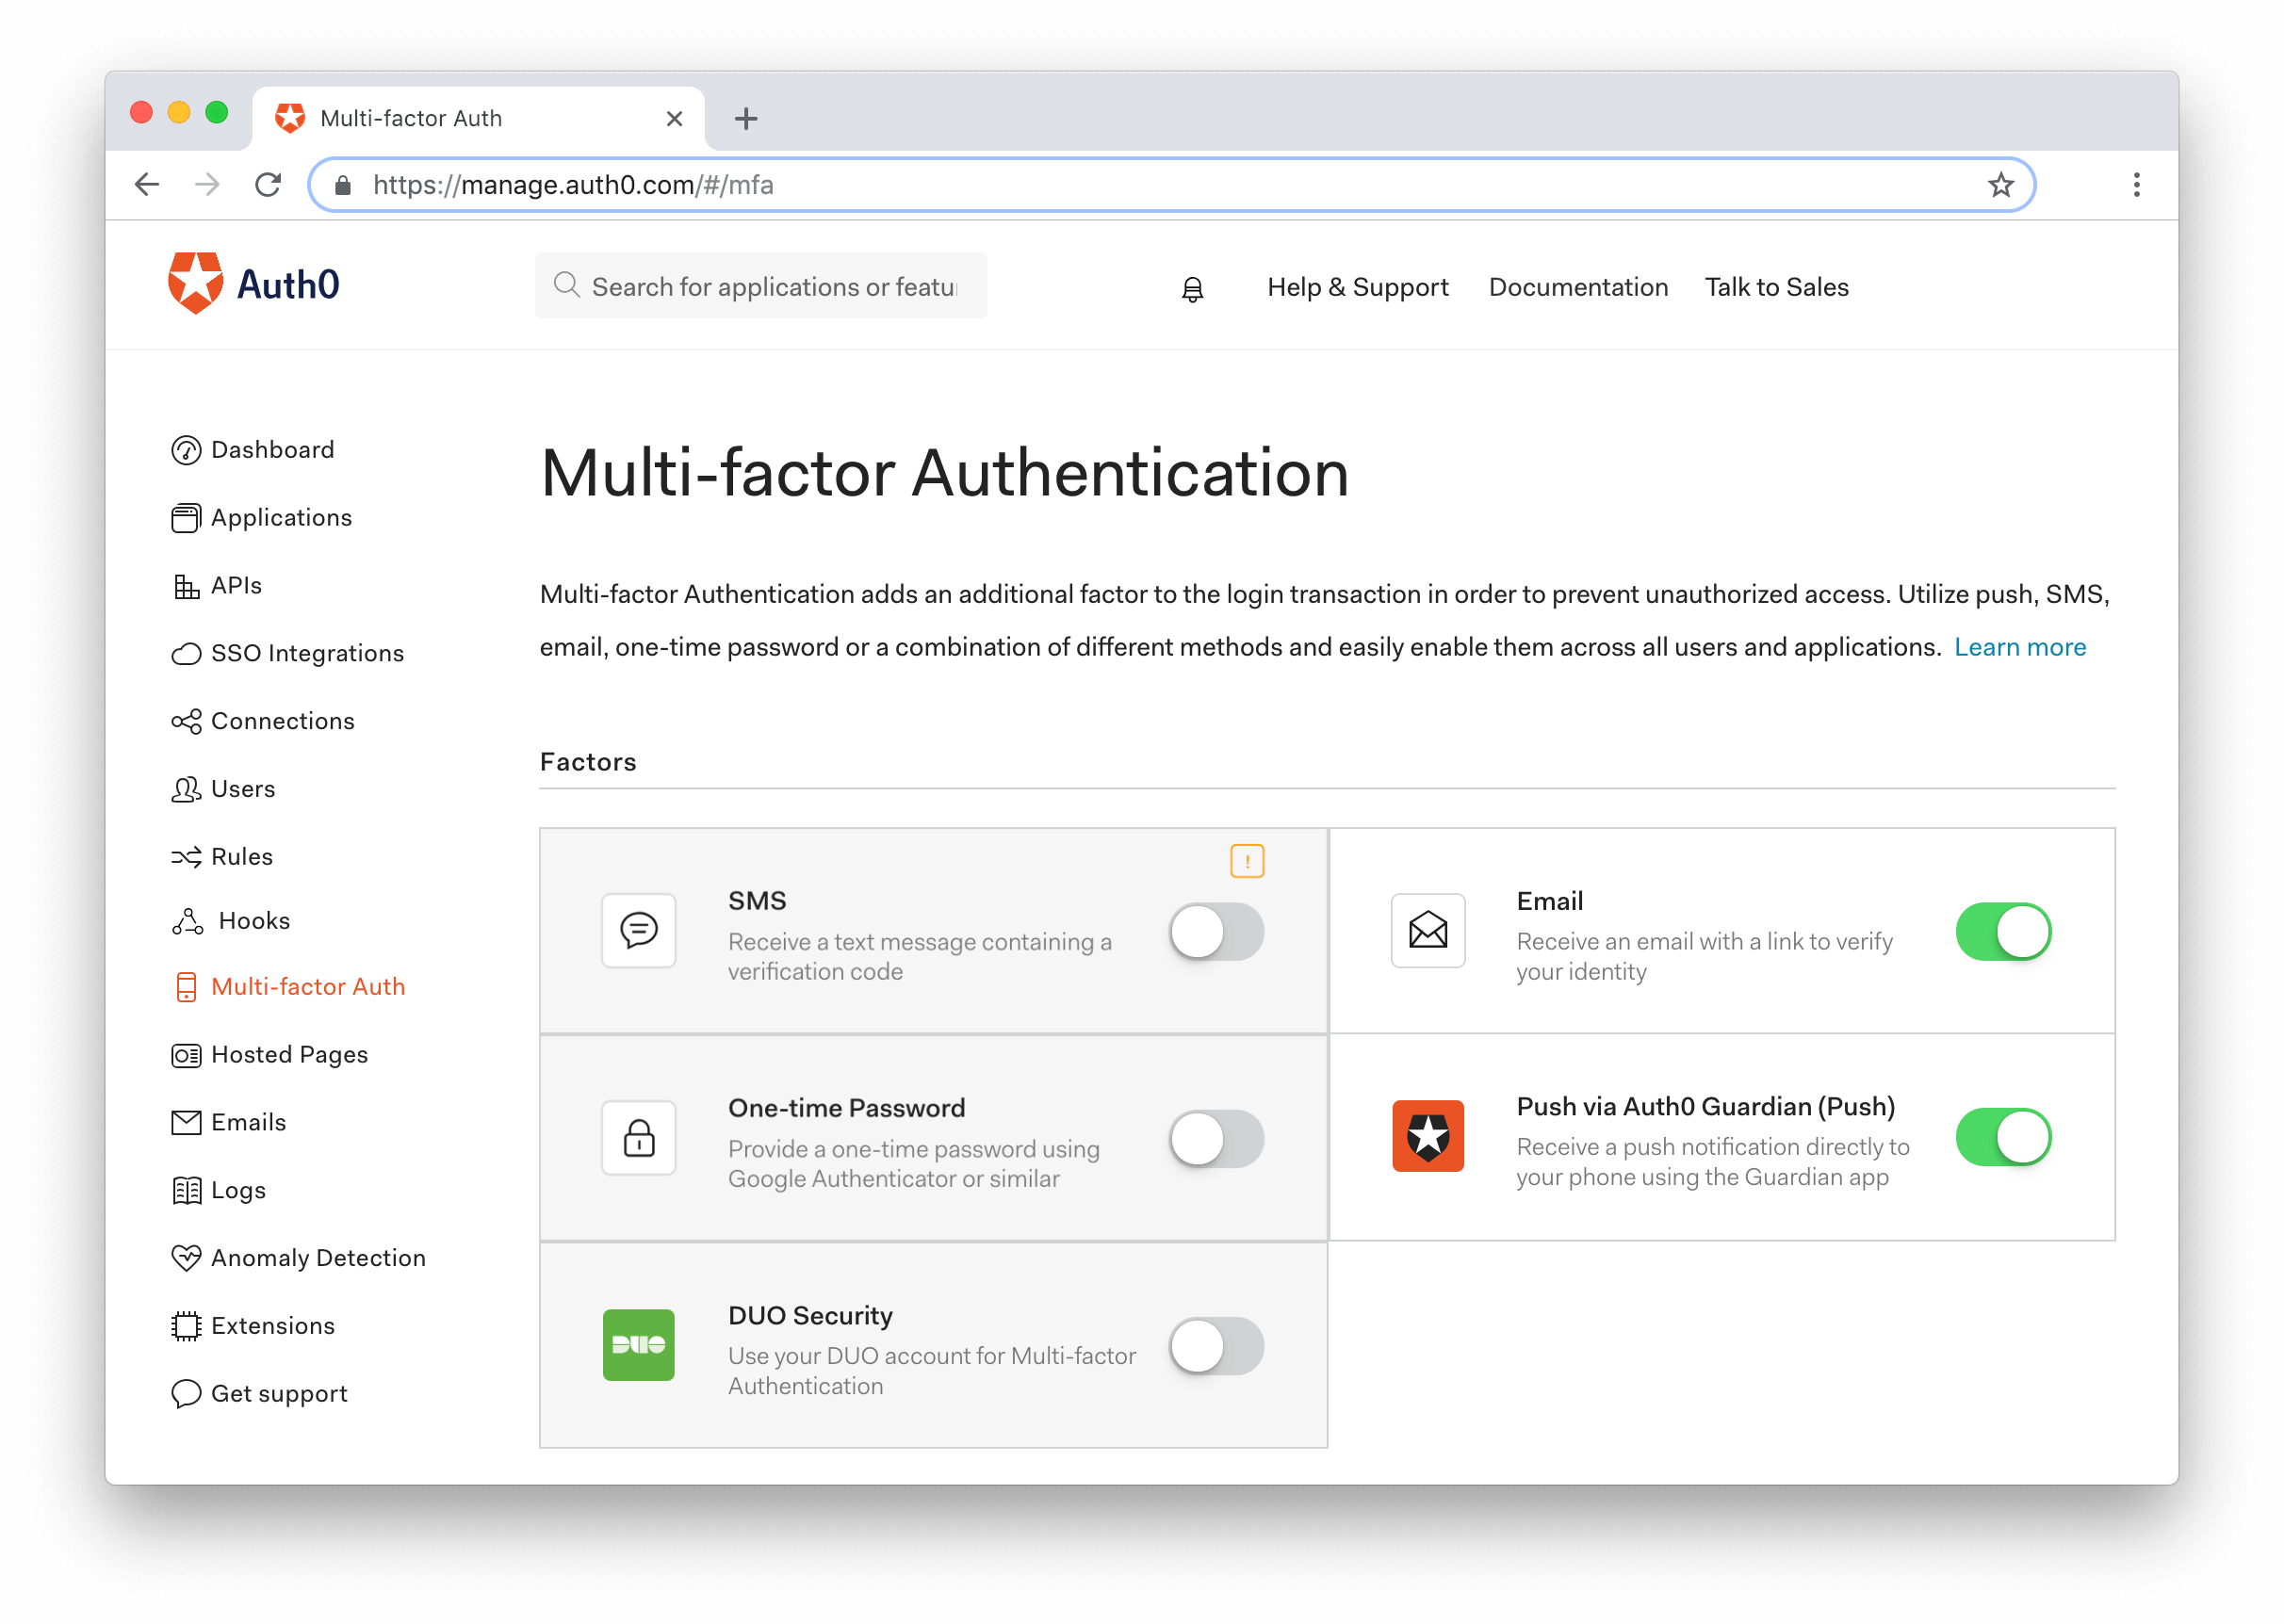 Multi-factor Auth
https://manage.auth0.com/#/mfa
Auth0
Search for applications or featu
Help & Support
Documentation
Talk to Sales
Dashboard
Applications
APIs
SSO Integrations
Connections
Users
Rules
Hooks
Multi-factor Auth
Hosted Pages
Emails
Logs
Anomaly Detection
Extensions
Get support
Multi-factor Authentication
Multi-factor Authentication adds an additional factor to the login transaction in order to prevent unauthorized access. Utilize push, SMS,
email, one-time password or a combination of different methods and easily enable them across all users and applications. Learn more
Factors
!
SMS
Receive a text message containing a
verification code
Email
Receive an email with a link to verify
your identity
One-time Password
Provide a one-time password using
Google Authenticator or similar
Push via Auth0 Guardian (Push)
Receive a push notification directly to
your phone using the Guardian app
DUO
DUO Security
Use your DUO account for Multi-factor
Authentication